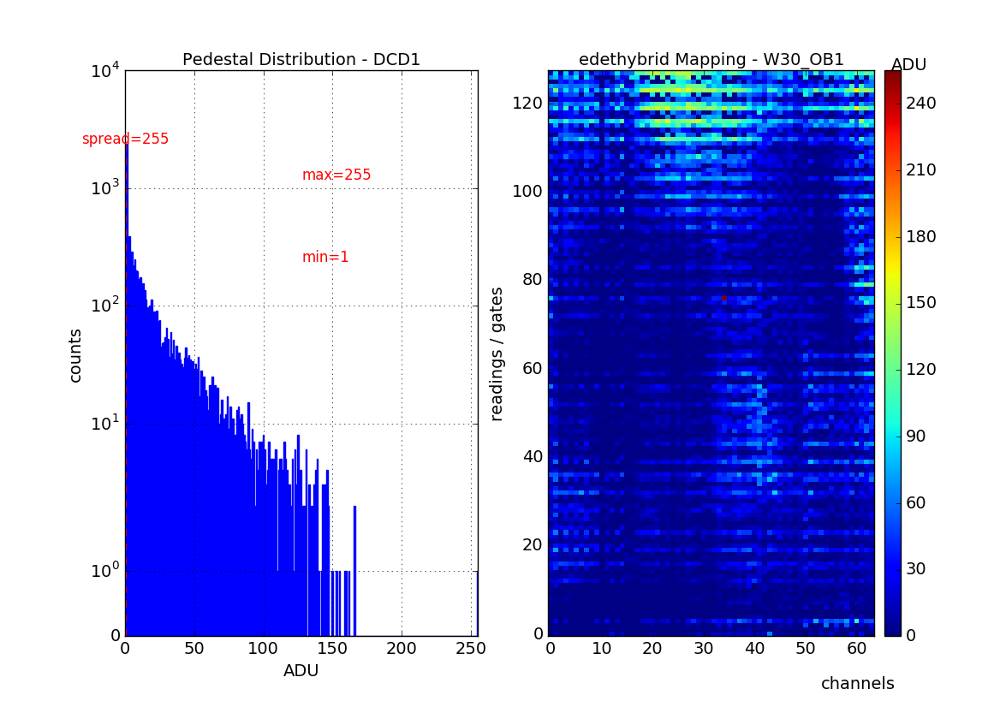 Pedestal Distribution - DCD1
10^4
10^3
10^2
10^1
10^0
0
counts
spread=255
max=255
min=1
0 50 100 150 200 250
ADU
edethybrid Mapping - W30_OB1
120
100
80
60
40
20
0
readings / gates
0 10 20 30 40 50 60
channels
ADU
240
210
180
150
120
90
60
30
0